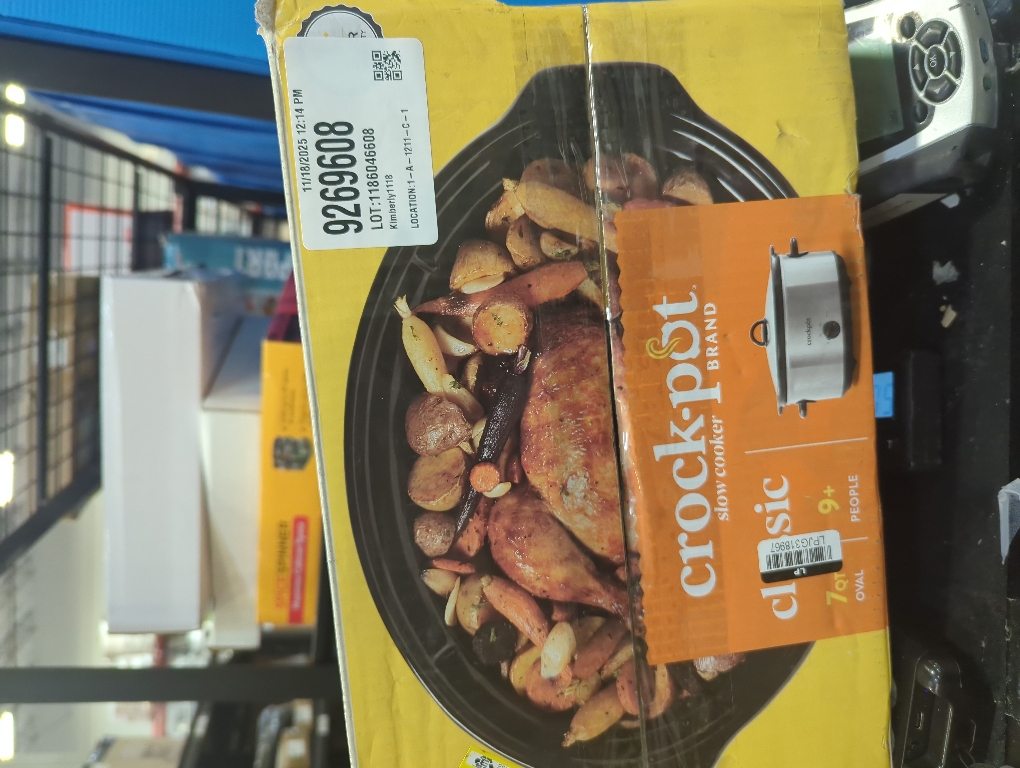 11/18/2025 12:14 PM
9269608
LOT:1186046608
Kimberly1118
LOCATION:1-A-1211-C-1
crock·pot
slow cooker BRAND
crockpot
7QT
OVAL
9+
PEOPLE
LPJG318967